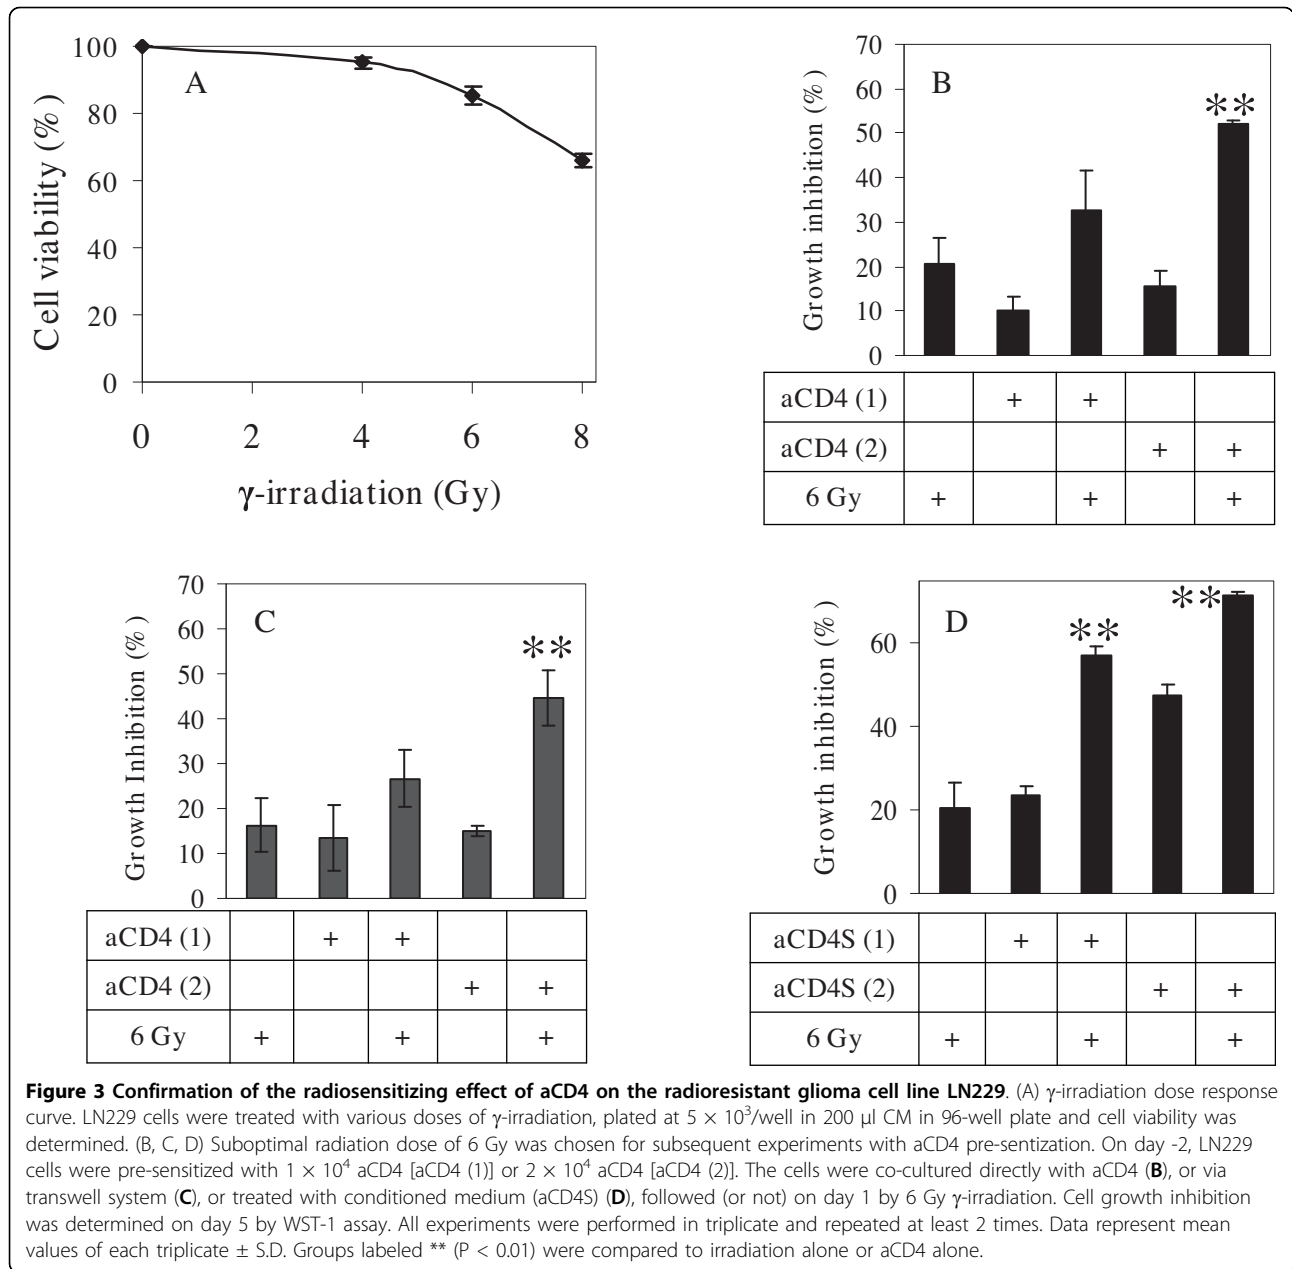 A
Cell viability (%)
100
80
60
40
20
0
0 2 4 6 8
γ-irradiation (Gy)
B
Growth inhibition (%)
70
60
50
40
30
20
10
0
**
aCD4 (1) + +
aCD4 (2) + +
6 Gy + + +
C
Growth Inhibition (%)
70
60
50
40
30
20
10
0
**
aCD4 (1) + +
aCD4 (2) + +
6 Gy + + +
D
Growth inhibition (%)
60
40
20
0
** **
aCD4S (1) + +
aCD4S (2) + +
6 Gy + + +
Figure 3 Confirmation of the radiosensitizing effect of aCD4 on the radioresistant glioma cell line LN229. (A) γ-irradiation dose response
curve. LN229 cells were treated with various doses of γ-irradiation, plated at 5 × 10³/well in 200 μl CM in 96-well plate and cell viability was
determined. (B, C, D) Suboptimal radiation dose of 6 Gy was chosen for subsequent experiments with aCD4 pre-sentization. On day -2, LN229
cells were pre-sensitized with 1 × 10⁴ aCD4 [aCD4 (1)] or 2 × 10⁴ aCD4 [aCD4 (2)]. The cells were co-cultured directly with aCD4 (B), or via
transwell system (C), or treated with conditioned medium (aCD4S) (D), followed (or not) on day 1 by 6 Gy γ-irradiation. Cell growth inhibition
was determined on day 5 by WST-1 assay. All experiments were performed in triplicate and repeated at least 2 times. Data represent mean
values of each triplicate ± S.D. Groups labeled ** (P < 0.01) were compared to irradiation alone or aCD4 alone.